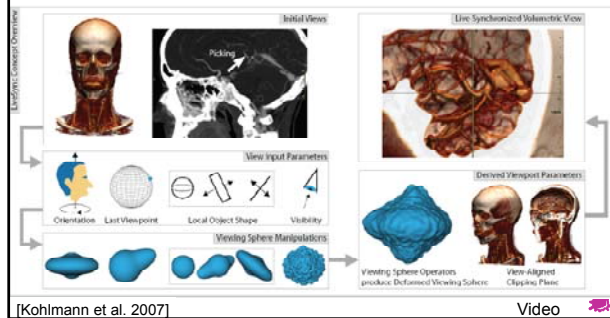 LiveSync Concept Overview
Initial Views
Picking
Live Synchronized Volumetric View
View Input Parameters
Orientation
Last Viewpoint
Local Object Shape
Visibility
Derived Viewport Parameters
Viewing Sphere Manipulations
Viewing Sphere Operators
produce Deformed Viewing Sphere
View-Aligned
Clipping Plane
[Kohlmann et al. 2007]
Video